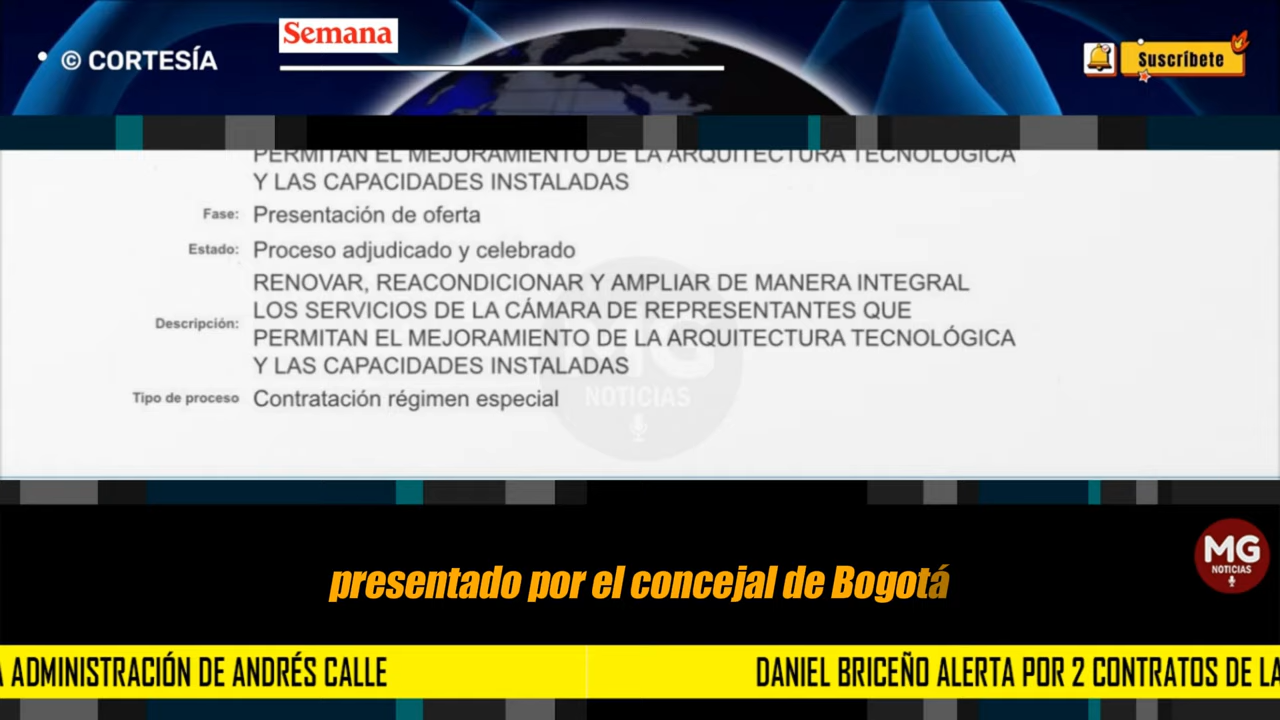 © CORTESÍA
Semana
Suscríbete
PERMITAN EL MEJORAMIENTO DE LA ARQUITECTURA TECNOLÓGICA
Y LAS CAPACIDADES INSTALADAS
Fase: Presentación de oferta
Estado: Proceso adjudicado y celebrado
RENOVAR, REACONDICIONAR Y AMPLIAR DE MANERA INTEGRAL
LOS SERVICIOS DE LA CÁMARA DE REPRESENTANTES QUE
Descripción:
PERMITAN EL MEJORAMIENTO DE LA ARQUITECTURA TECNOLÓGICA
Y LAS CAPACIDADES INSTALADAS
Tipo de proceso Contratación régimen especial
MG
NOTICIAS
presentado por el concejal de Bogotá
MG
NOTICIAS
A ADMINISTRACIÓN DE ANDRÉS CALLE
DANIEL BRICEÑO ALERTA POR 2 CONTRATOS DE LA